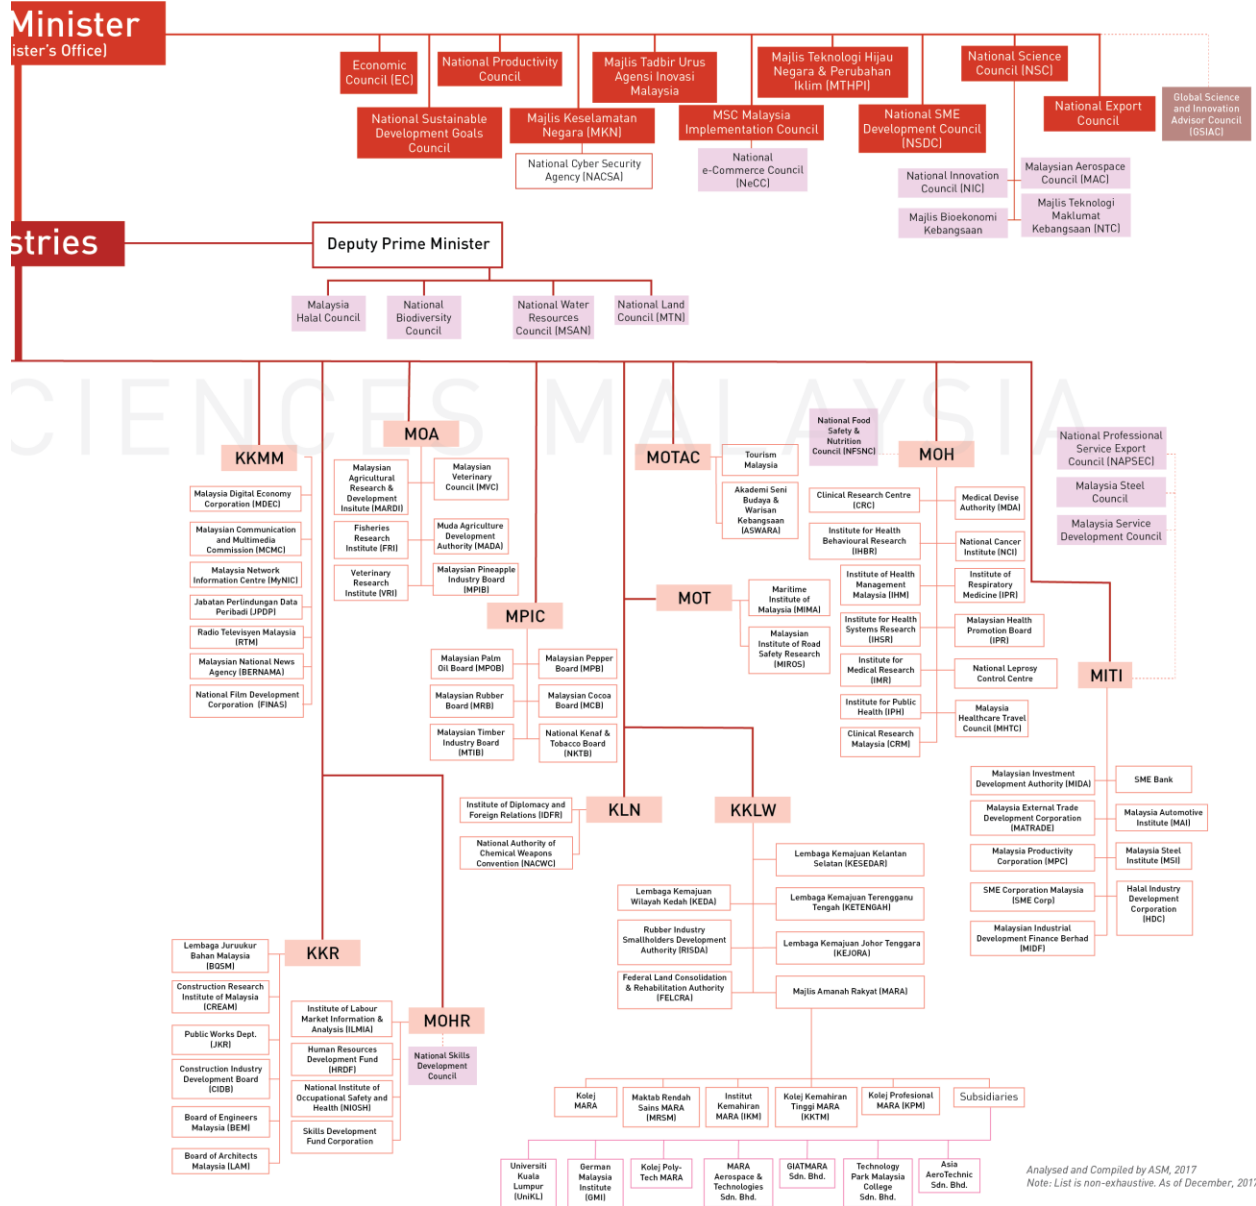 Minister
ister's Office)
Economic
Council (EC)
National Productivity
Council
Majlis Tadbir Urus
Agensi Inovasi
Malaysia
Majlis Teknologi Hijau
Negara & Perubahan
Iklim (MTHPI)
National Science
Council (NSC)
National Sustainable
Development Goals
Council
Majlis Keselamatan
Negara (MKN)
MSC Malaysia
Implementation Council
National SME
Development Council
(NSDC)
National Export
Council
Global Science
and Innovation
Advisor Council
(GSIAC)
National Cyber Security
Agency (NACSA)
National
e-Commerce Council
(NeCC)
National Innovation
Council (NIC)
Malaysian Aerospace
Council (MAC)
Majlis Bioekonomi
Kebangsaan
Majlis Teknologi
Maklumat
Kebangsaan (NTC)
stries
Deputy Prime Minister
Malaysia
Halal Council
National
Biodiversity
Council
National Water
Resources
Council (MSAN)
National Land
Council (MTN)
CIENCES MALAYSIA
KKMM
Malaysia Digital Economy
Corporation (MDEC)
Malaysian Communication
and Multimedia
Commission (MCMC)
Malaysia Network
Information Centre (MyNIC)
Jabatan Perlindungan Data
Peribadi (JPDP)
Radio Televisyen Malaysia
(RTM)
Malaysian National News
Agency (BERNAMA)
National Film Development
Corporation (FINAS)
MOA
Malaysian
Agricultural
Research &
Development
Insitute (MARDI)
Malaysian
Veterinary
Council (MVC)
Fisheries
Research
Institute (FRI)
Muda Agriculture
Development
Authority (MADA)
Veterinary
Research
Institute (VRI)
Malaysian Pineapple
Industry Board
(MPIB)
MPIC
Malaysian Palm
Oil Board (MPOB)
Malaysian Pepper
Board (MPB)
Malaysian Rubber
Board (MRB)
Malaysian Cocoa
Board (MCB)
Malaysian Timber
Industry Board
(MTIB)
National Kenaf &
Tobacco Board
(NKTB)
MOTAC
Tourism
Malaysia
Akademi Seni
Budaya &
Warisan
Kebangsaan
(ASWARA)
MOT
Maritime
Institute of
Malaysia (MIMA)
Malaysian
Institute of Road
Safety Research
(MIROS)
National Food
Safety &
Nutrition
Council (NFSNC)
MOH
Clinical Research Centre
(CRC)
Medical Devise
Authority (MDA)
Institute for Health
Behavioural Research
(IHBR)
National Cancer
Institute (NCI)
Institute of Health
Management
Malaysia (IHM)
Institute of
Respiratory
Medicine (IPR)
Institute for Health
Systems Research
(IHSR)
Malaysian Health
Promotion Board
(IPR)
Institute for
Medical Research
(IMR)
National Leprosy
Control Centre
Institute for Public
Health (IPH)
Malaysia
Healthcare Travel
Council (MHTC)
Clinical Research
Malaysia (CRM)
National Professional
Service Export
Council (NAPSEC)
Malaysia Steel
Council
Malaysia Service
Development Council
MITI
Malaysian Investment
Development Authority (MIDA)
SME Bank
Malaysia External Trade
Development Corporation
(MATRADE)
Malaysia Automotive
Institute (MAI)
Malaysia Productivity
Corporation (MPC)
Malaysia Steel
Institute (MSI)
SME Corporation Malaysia
(SME Corp)
Halal Industry
Development
Corporation
(HDC)
Malaysian Industrial
Development Finance Berhad
(MIDF)
KLN
Institute of Diplomacy and
Foreign Relations (IDFR)
National Authority of
Chemical Weapons
Convention (NACWC)
KKLW
Lembaga Kemajuan Kelantan
Selatan (KESEDAR)
Lembaga Kemajuan
Wilayah Kedah (KEDA)
Lembaga Kemajuan Terengganu
Tengah (KETENGAH)
Rubber Industry
Smallholders Development
Authority (RISDA)
Lembaga Kemajuan Johor Tenggara
(KEJORA)
Federal Land Consolidation
& Rehabilitation Authority
(FELCRA)
Majlis Amanah Rakyat (MARA)
KKR
Lembaga Juruukur
Bahan Malaysia
(BQSM)
Construction Research
Institute of Malaysia
(CREAM)
Public Works Dept.
(JKR)
Construction Industry
Development Board
(CIDB)
Board of Engineers
Malaysia (BEM)
Board of Architects
Malaysia (LAM)
MOHR
Institute of Labour
Market Information &
Analysis (ILMIA)
Human Resources
Development Fund
(HRDF)
National Institute of
Occupational Safety and
Health (NIOSH)
Skills Development
Fund Corporation
National Skills
Development
Council
Kolej
MARA
Maktab Rendah
Sains MARA
(MRSM)
Institut
Kemahiran
MARA (IKM)
Kolej Kemahiran
Tinggi MARA
(KKTM)
Kolej Profesional
MARA (KPM)
Subsidiaries
Universiti
Kuala
Lumpur
(UniKL)
German
Malaysia
Institute
(GMI)
Kolej Poly-
Tech MARA
MARA
Aerospace &
Technologies
Sdn. Bhd.
GIATMARA
Sdn. Bhd.
Technology
Park Malaysia
College
Sdn. Bhd.
Asia
AeroTechnic
Sdn. Bhd.
Analysed and Compiled by ASM, 2017
Note: List is non-exhaustive. As of December, 2017